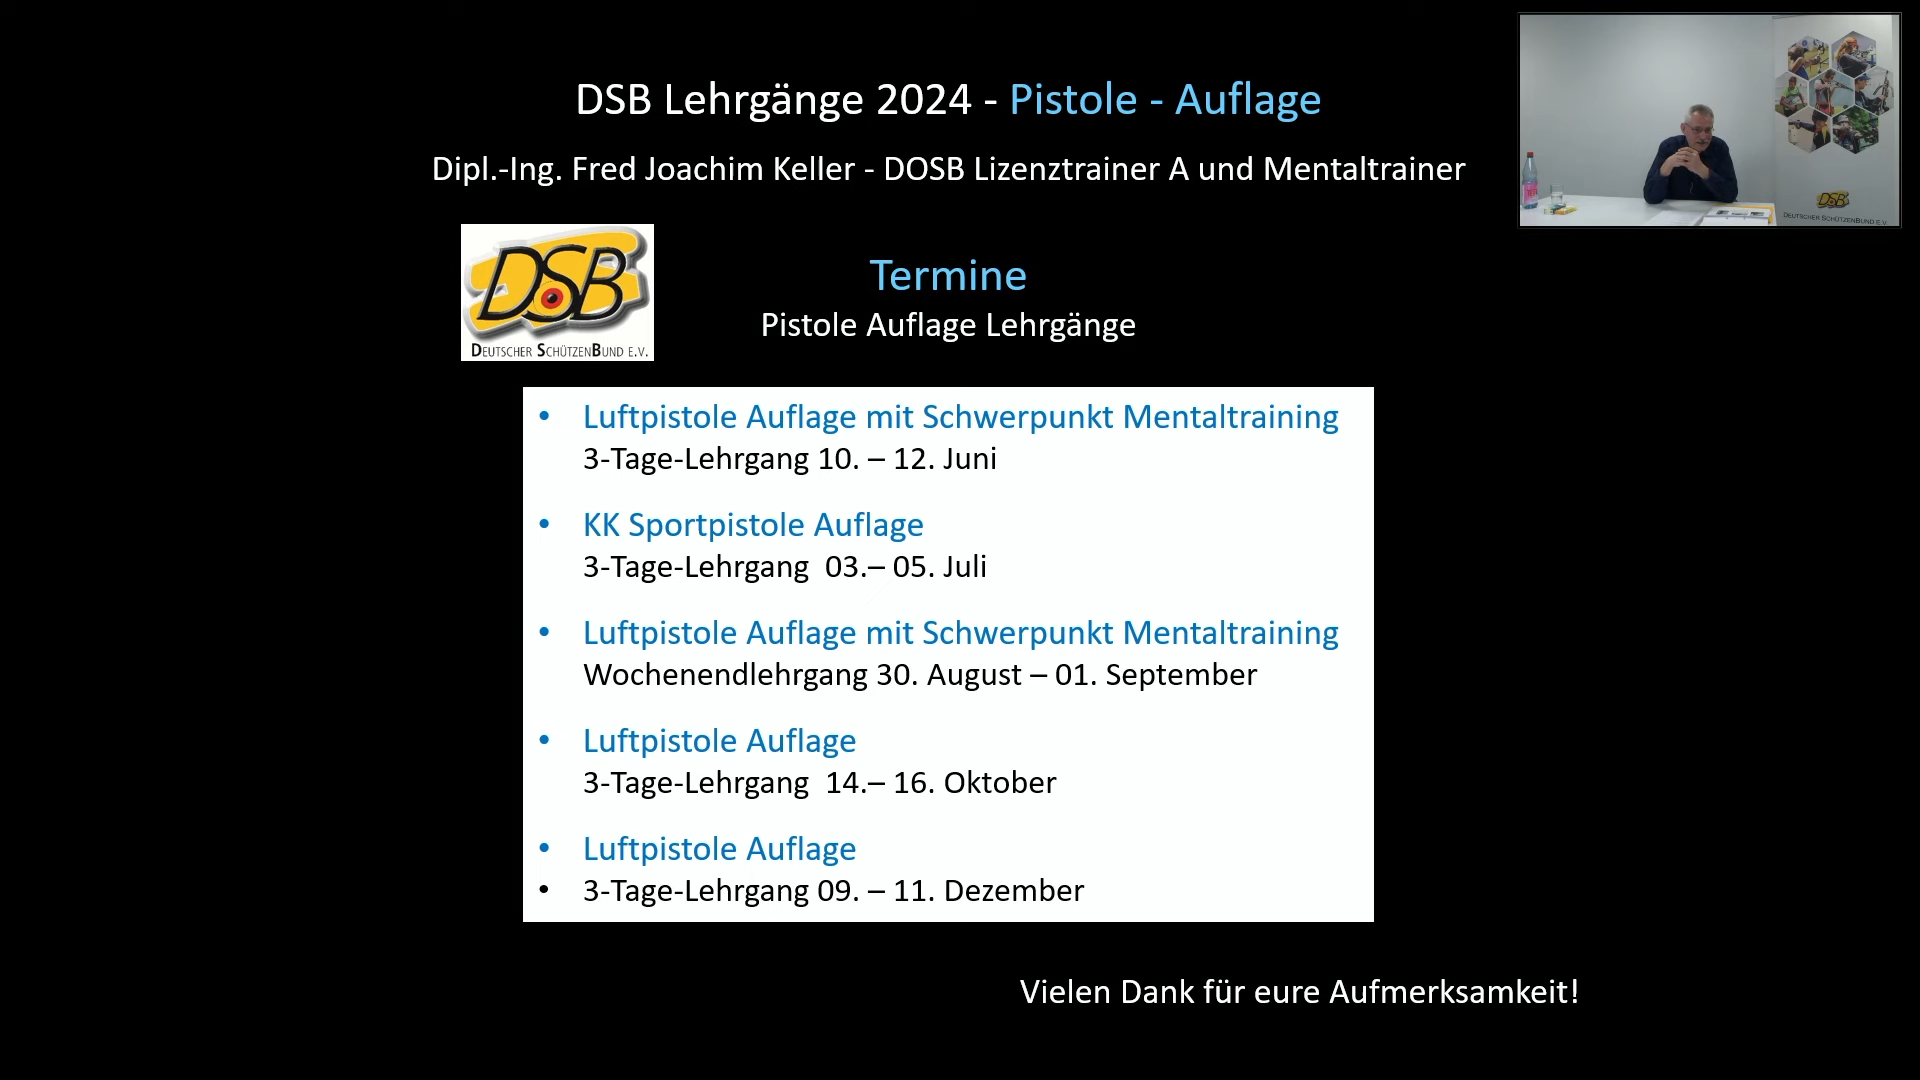 DSB Lehrgänge 2024 - Pistole - Auflage
Dipl.-Ing. Fred Joachim Keller - DOSB Lizenztrainer A und Mentaltrainer
DSB
DEUTSCHER SCHÜTZENBUND E.V.
Termine
Pistole Auflage Lehrgänge
• Luftpistole Auflage mit Schwerpunkt Mentaltraining
3-Tage-Lehrgang 10. – 12. Juni
• KK Sportpistole Auflage
3-Tage-Lehrgang  03.– 05. Juli
• Luftpistole Auflage mit Schwerpunkt Mentaltraining
Wochenendlehrgang 30. August – 01. September
• Luftpistole Auflage
3-Tage-Lehrgang  14.– 16. Oktober
• Luftpistole Auflage
• 3-Tage-Lehrgang 09. – 11. Dezember
Vielen Dank für eure Aufmerksamkeit!
DSB
DEUTSCHER SCHÜTZENBUND E.V.